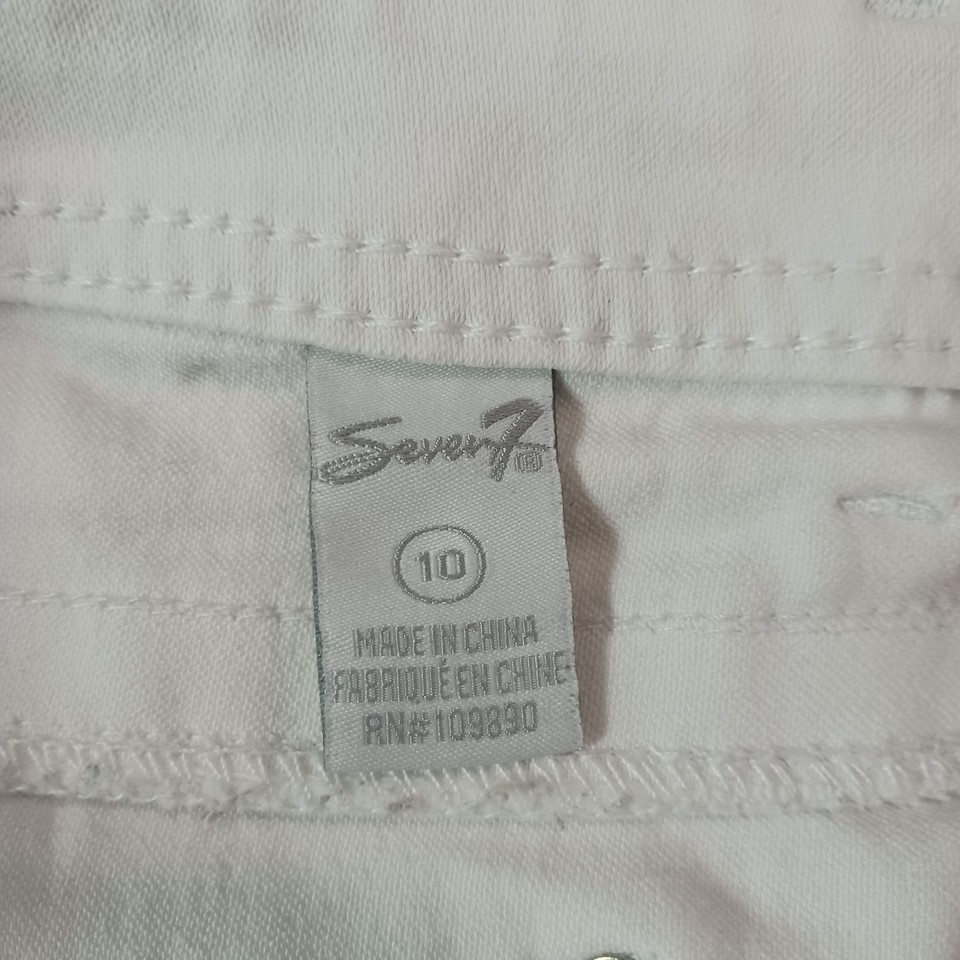 Seven7®
10
MADE IN CHINA
FABRIQUÉ EN CHINE
RN#109890